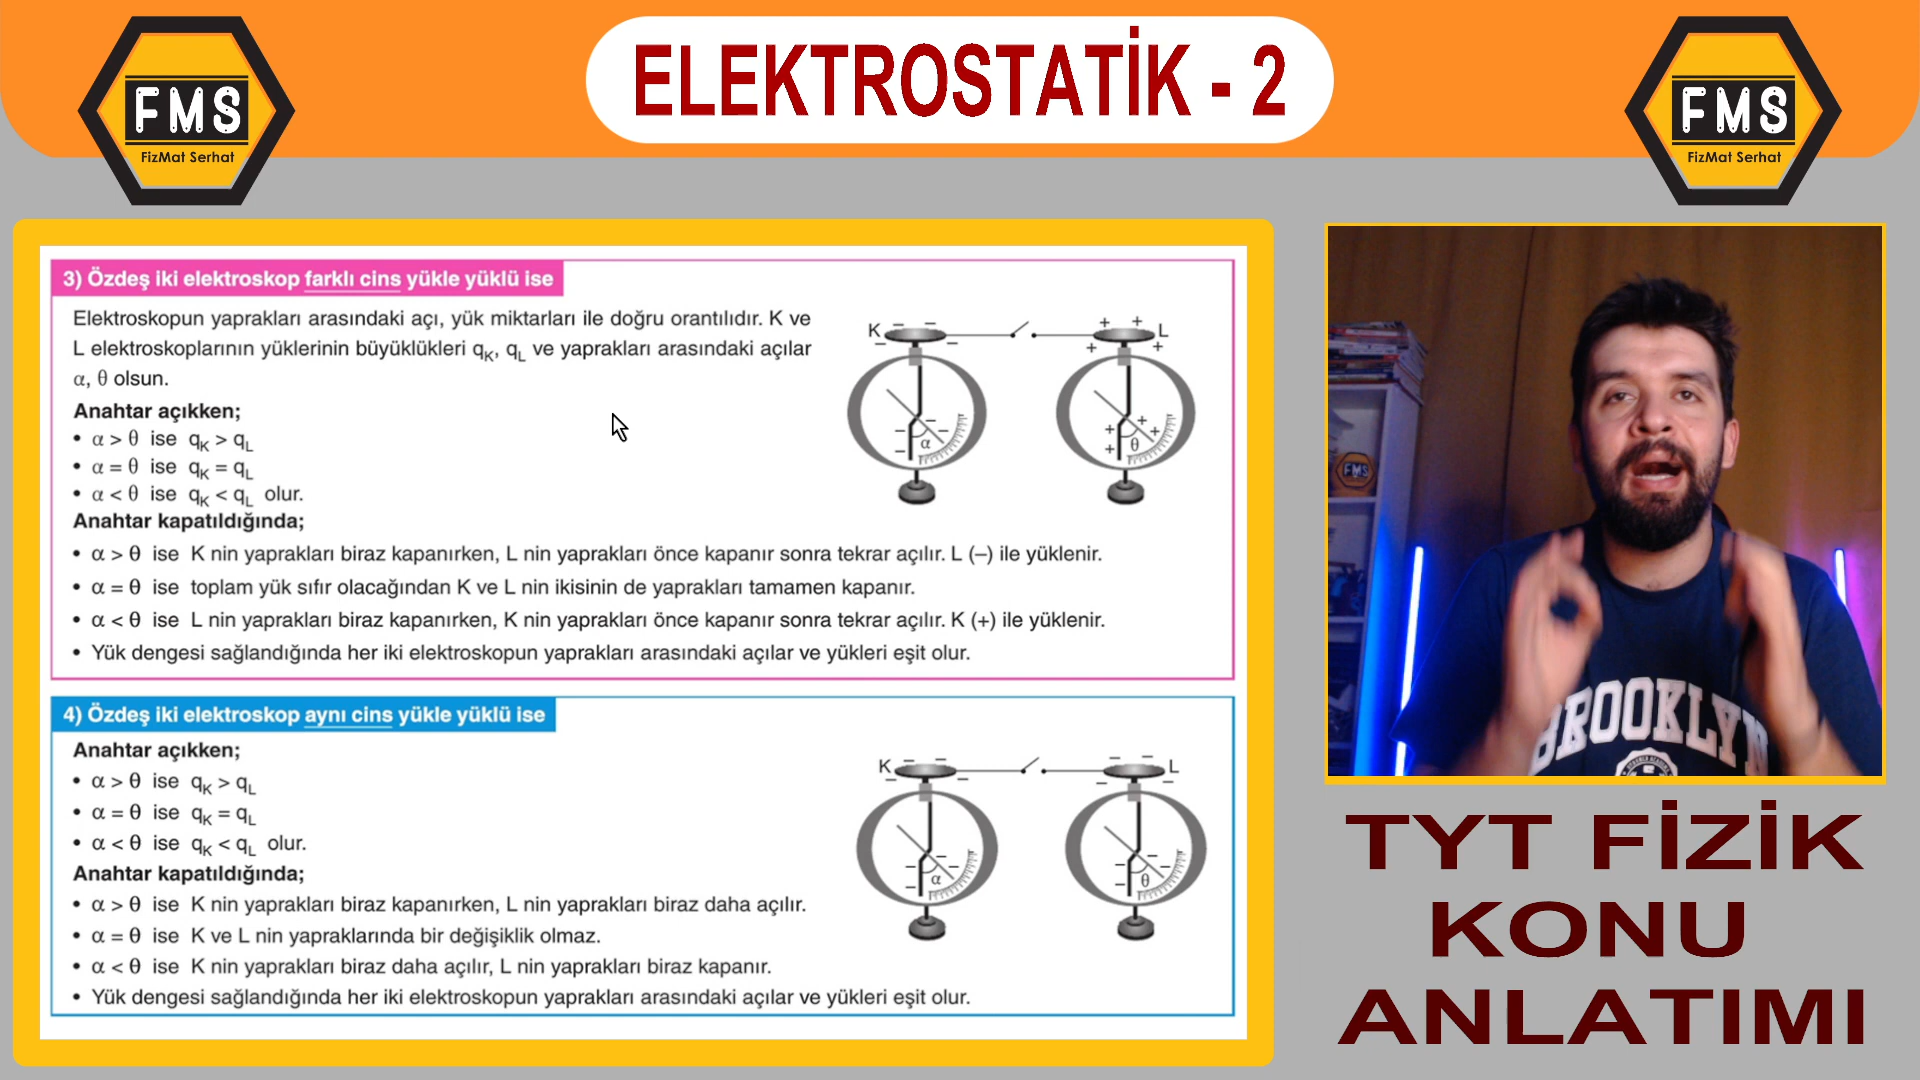 FMS
FizMat Serhat
ELEKTROSTATİK - 2
FMS
FizMat Serhat
3) Özdeş iki elektroskop farklı cins yükle yüklü ise
Elektroskopun yaprakları arasındaki açı, yük miktarları ile doğru orantılıdır. K ve
L elektroskoplarının yüklerinin büyüklükleri qK, qL ve yaprakları arasındaki açılar
α, θ olsun.
Anahtar açıkken;
• α > θ ise qK > qL
• α = θ ise qK = qL
• α < θ ise qK < qL olur.
Anahtar kapatıldığında;
• α > θ ise K nin yaprakları biraz kapanırken, L nin yaprakları önce kapanır sonra tekrar açılır. L (–) ile yüklenir.
• α = θ ise toplam yük sıfır olacağından K ve L nin ikisinin de yaprakları tamamen kapanır.
• α < θ ise L nin yaprakları biraz kapanırken, K nin yaprakları önce kapanır sonra tekrar açılır. K (+) ile yüklenir.
• Yük dengesi sağlandığında her iki elektroskopun yaprakları arasındaki açılar ve yükleri eşit olur.
K
L
α
θ
4) Özdeş iki elektroskop aynı cins yükle yüklü ise
Anahtar açıkken;
• α > θ ise qK > qL
• α = θ ise qK = qL
• α < θ ise qK < qL olur.
Anahtar kapatıldığında;
• α > θ ise K nin yaprakları biraz kapanırken, L nin yaprakları biraz daha açılır.
• α = θ ise K ve L nin yapraklarında bir değişiklik olmaz.
• α < θ ise K nin yaprakları biraz daha açılır, L nin yaprakları biraz kapanır.
• Yük dengesi sağlandığında her iki elektroskopun yaprakları arasındaki açılar ve yükleri eşit olur.
K
L
α
θ
FMS
BROOKLYN
TYT FİZİK
KONU
ANLATIMI